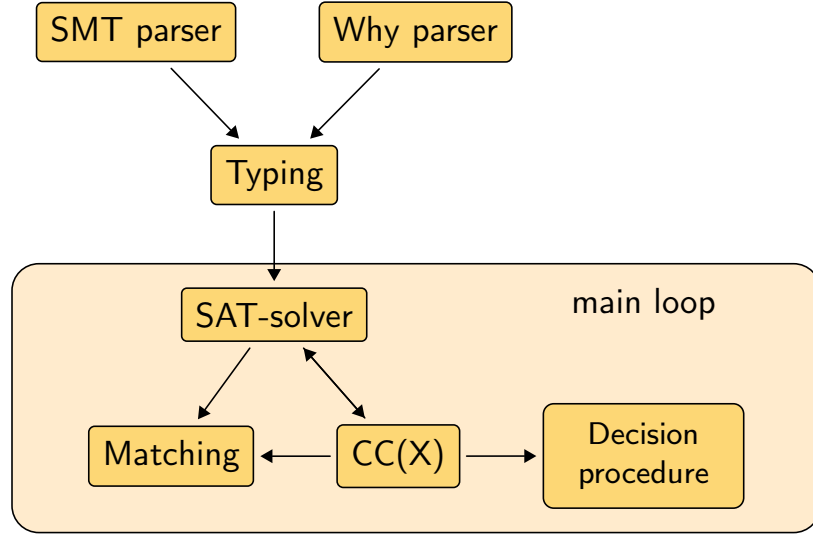 SMT parser
Why parser
Typing
SAT-solver
main loop
Matching
CC(X)
Decision
procedure